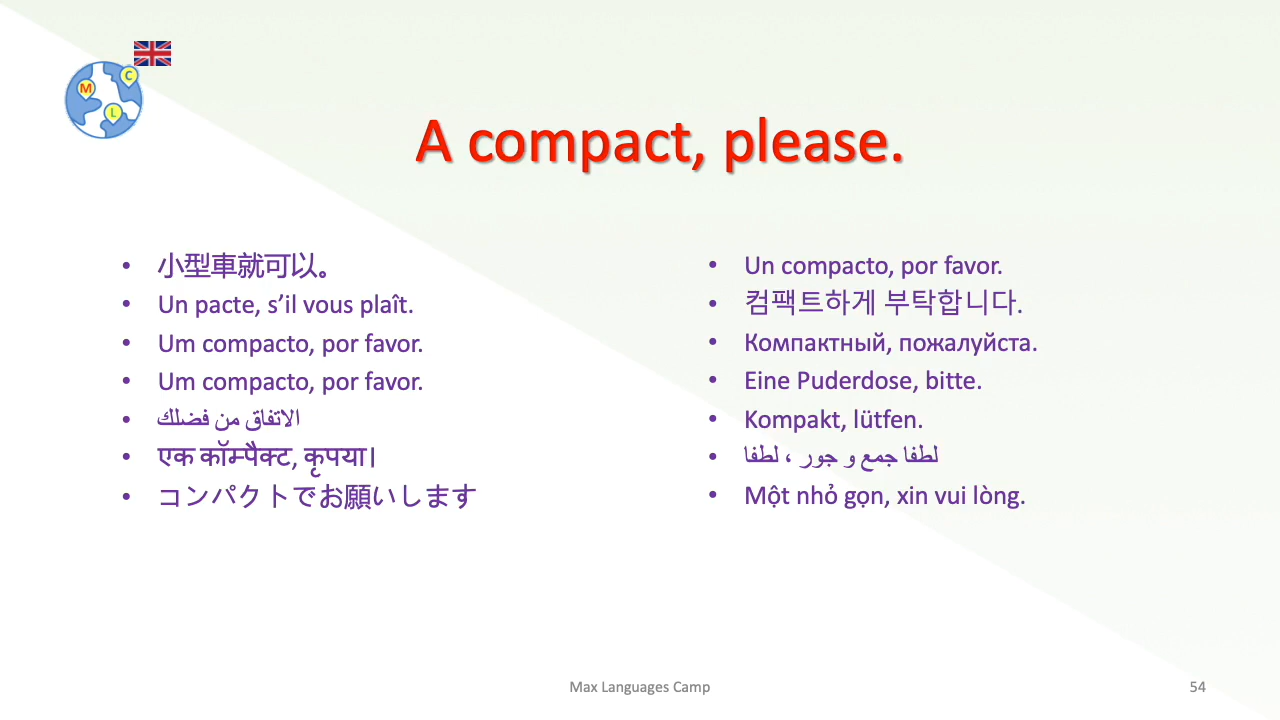 M
C
L
A compact, please.
• 小型車就可以。
• Un pacte, s’il vous plaît.
• Um compacto, por favor.
• Um compacto, por favor.
• الاتفاق من فضلك
• एक कॉम्पैक्ट, कृपया।
• コンパクトでお願いします
• Un compacto, por favor.
• 컴팩트하게 부탁합니다.
• Компактный, пожалуйста.
• Eine Puderdose, bitte.
• Kompakt, lütfen.
• لطفا جمع و جور ، لطفا
• Một nhỏ gọn, xin vui lòng.
Max Languages Camp
54